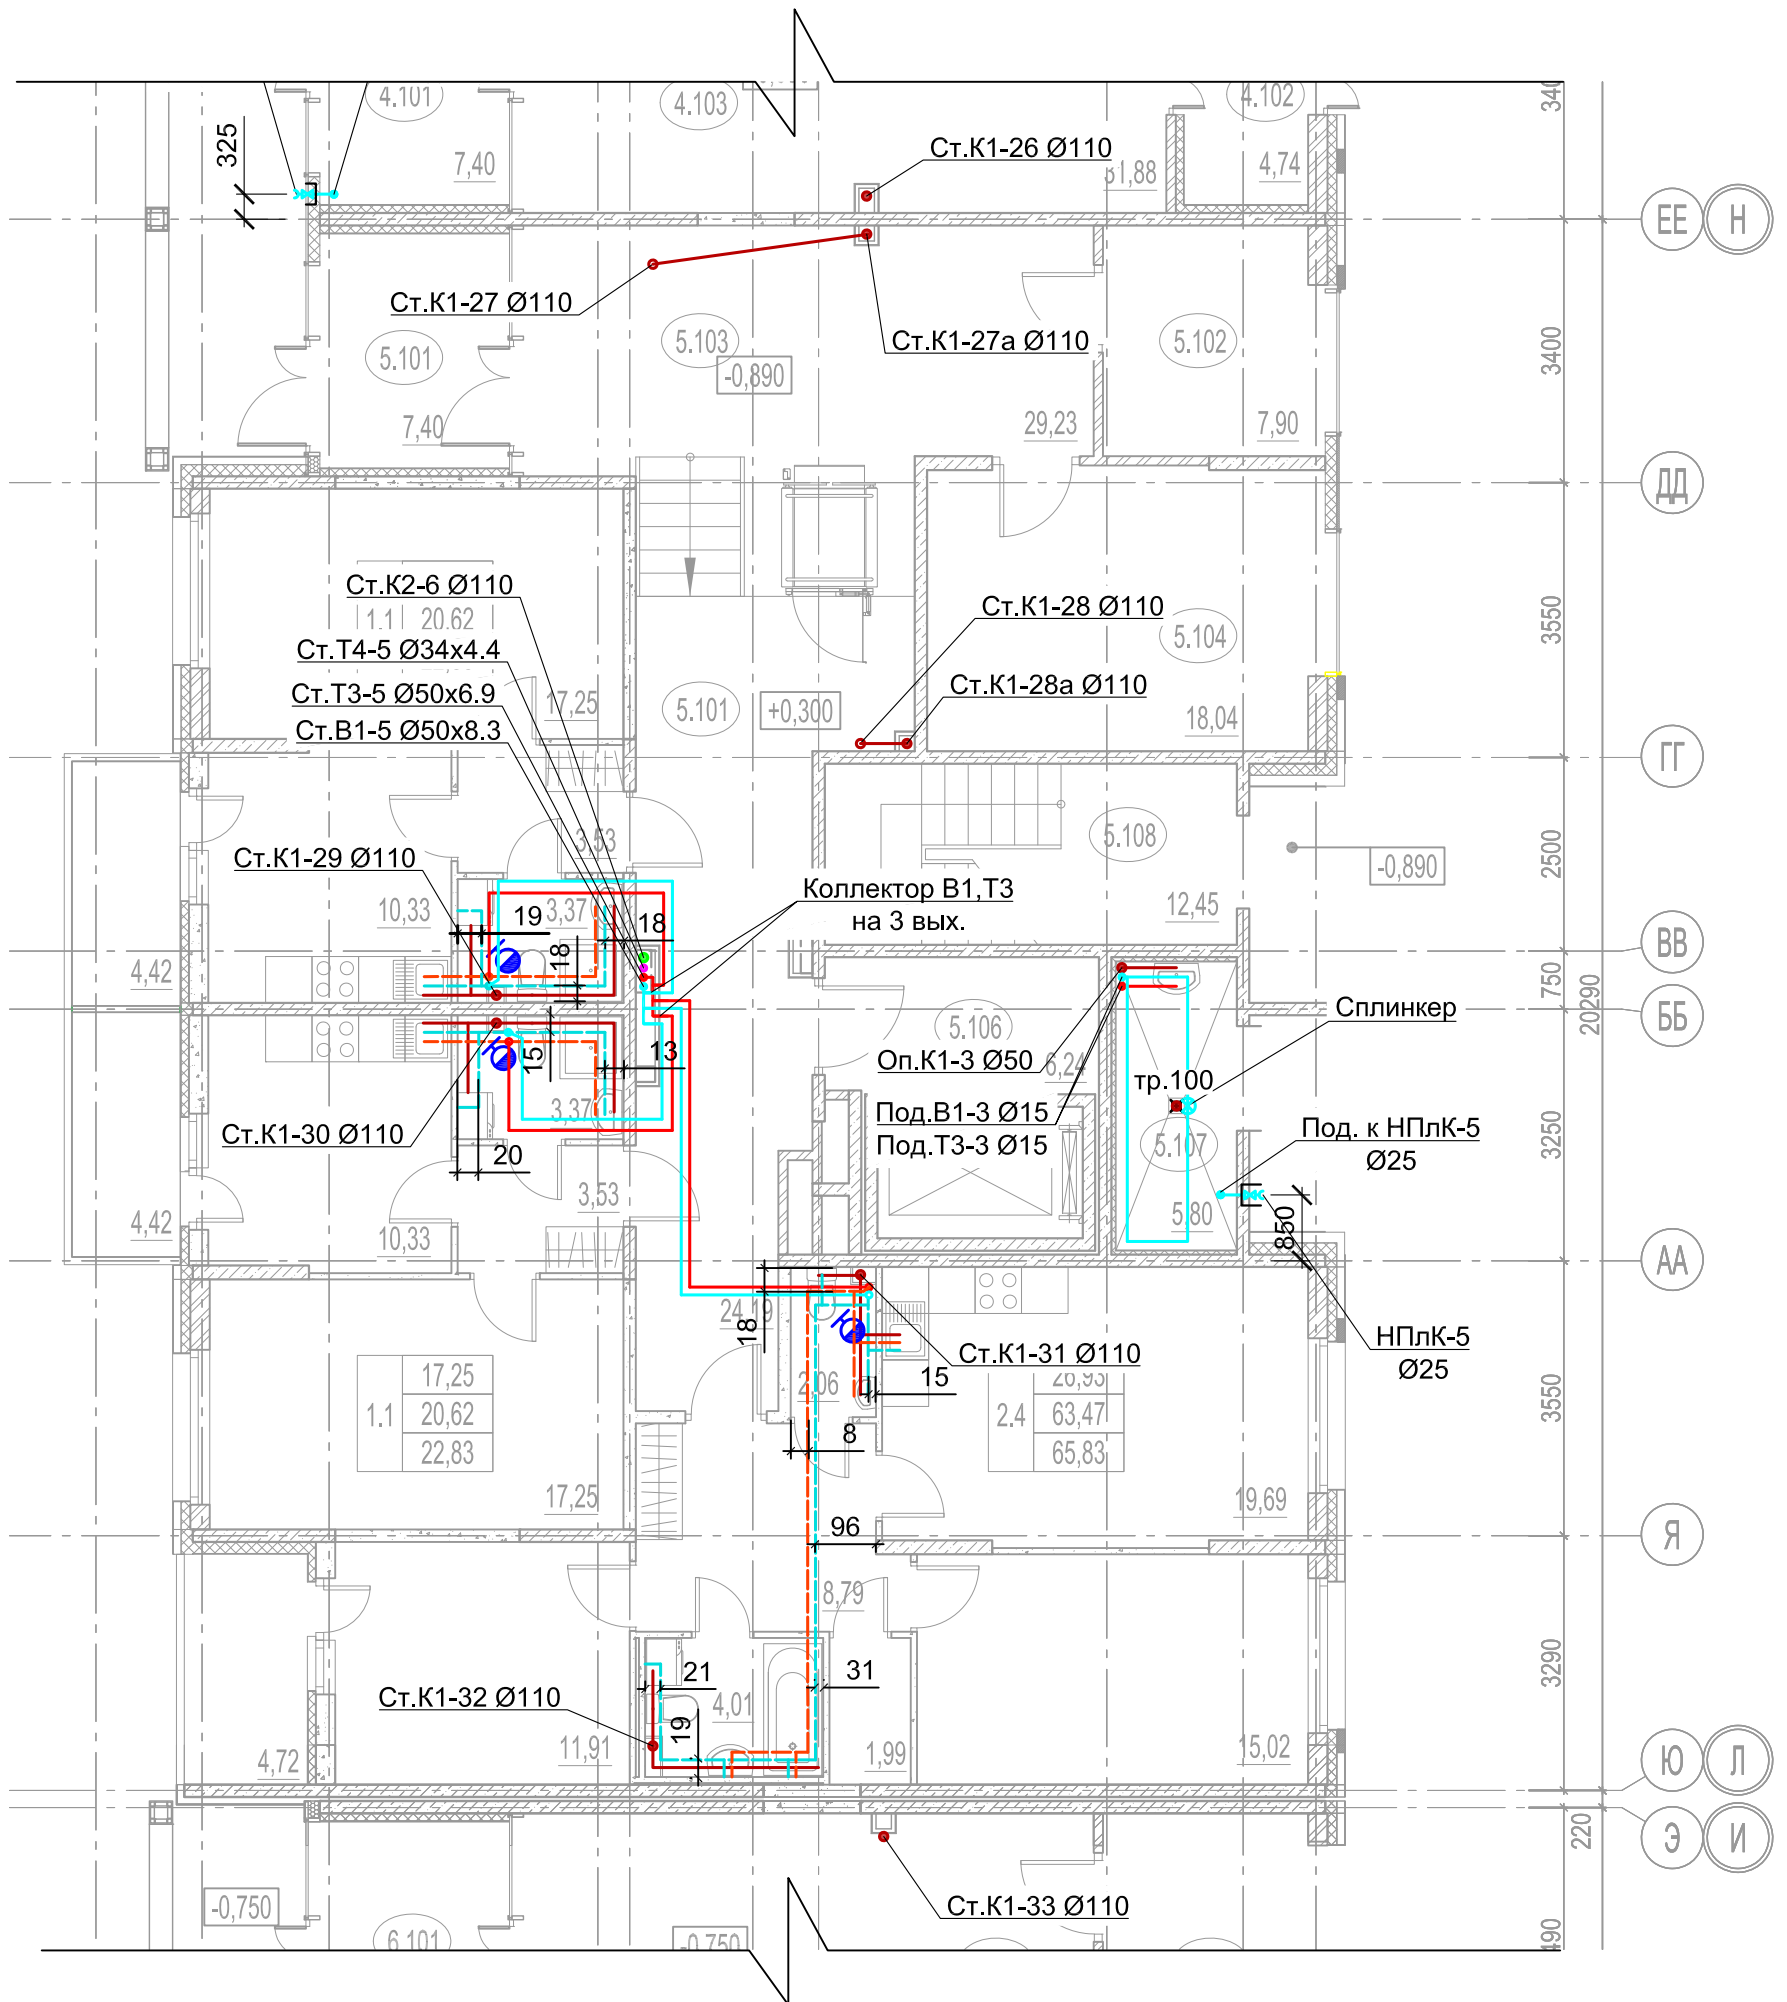 4.101
4.103
4.102
340
325
7,40
Ст.К1-26 Ø110
31,88
4,74
ЕЕ
Н
Ст.К1-27 Ø110
Ст.К1-27а Ø110
5.101
5.103
5.102
-0,890
3400
7,40
29,23
7,90
ДД
Ст.К2-6 Ø110
1.1
20,62
Ст.К1-28 Ø110
Ст.Т4-5 Ø34х4.4
5.104
3550
Ст.Т3-5 Ø50х6.9
17,25
5.101
+0,300
Ст.К1-28а Ø110
18,04
Ст.В1-5 Ø50х8.3
ГГ
3,53
5.108
Ст.К1-29 Ø110
-0,890
2500
Коллектор В1,Т3
на 3 вых.
10,33
19
3,37
18
12,45
ВВ
4,42
18
750
20290
Сплинкер
ББ
5.106
15
13
Оп.К1-3 Ø50
6,24
тр.100
3,37
Под.В1-3 Ø15
Под.Т3-3 Ø15
5.107
Под. к НПлК-5
Ø25
3250
Ст.К1-30 Ø110
20
3,53
4,42
10,33
5,80
850
АА
24,19
18
Ст.К1-31 Ø110
НПлК-5
Ø25
17,25
1.1
20,62
22,83
2,06
15
26,93
2.4
63,47
65,83
3550
8
17,25
19,69
96
Я
8,79
21
31
3290
Ст.К1-32 Ø110
4,01
19
4,72
11,91
1,99
15,02
Ю
Л
220
Э
И
-0,750
Ст.К1-33 Ø110
6.101
-0,750
490